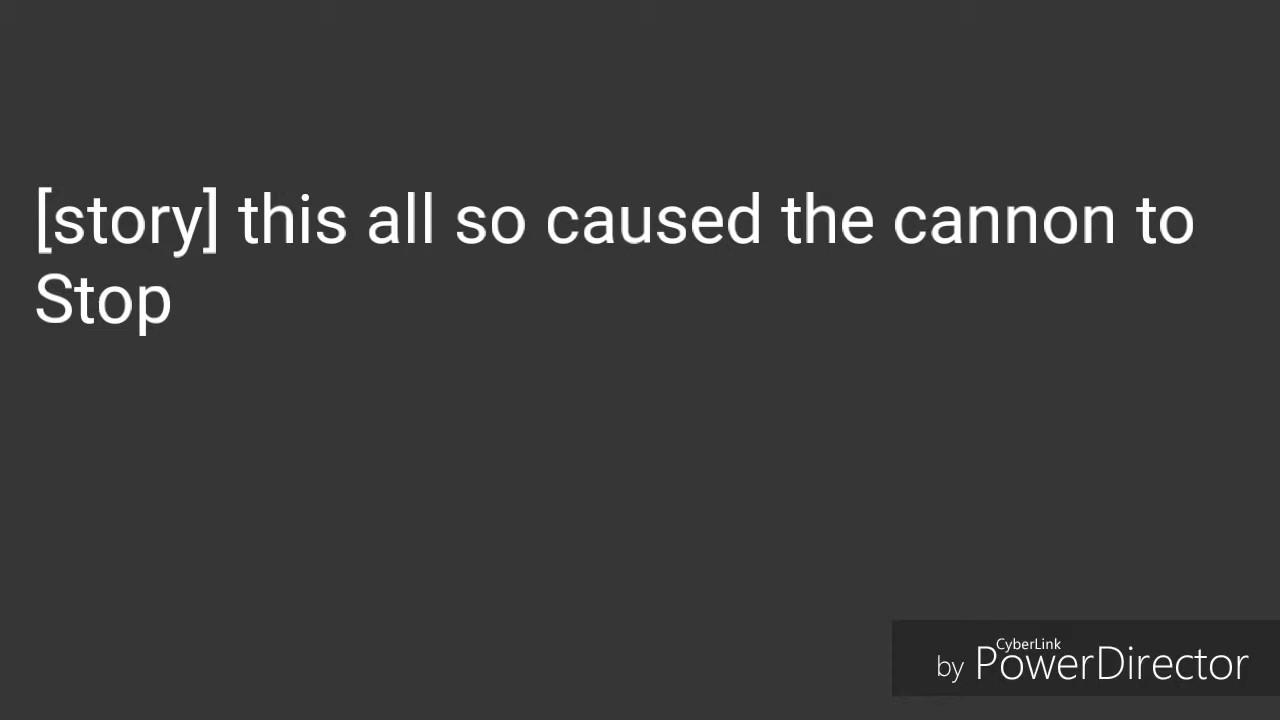 [story] this all so caused the cannon to
Stop
CyberLink
by PowerDirector